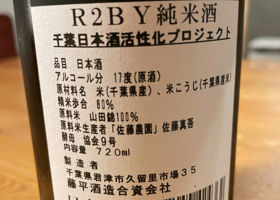 R2BY純米酒
千葉日本酒活性化プロジェクト
品目 日本酒
アルコール分 17度(原酒)
原材料名 米(千葉県産)、米こうじ(千葉県産米)
精米歩合 80%
原料米 山田錦100%
原料米生産者「佐藤農園」佐藤真吾
酵母 協会9号
内容量 720ml
製造者
千葉県君津市久留里市場35
藤平酒造合資会社